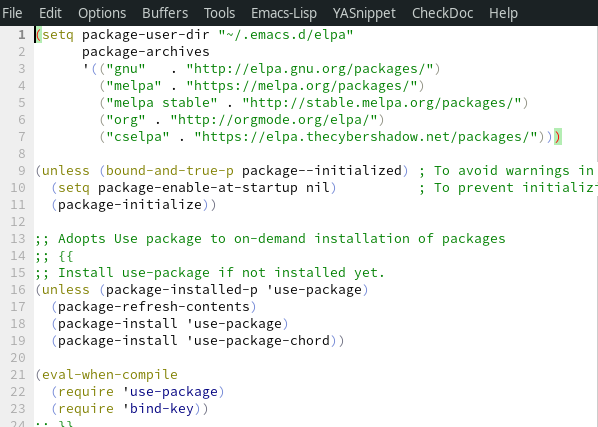 File Edit Options Buffers Tools Emacs-Lisp YASnippet CheckDoc Help
1 (setq package-user-dir "~/.emacs.d/elpa"
2       package-archives
3       '(("gnu"   . "http://elpa.gnu.org/packages/")
4         ("melpa" . "https://melpa.org/packages/")
5         ("melpa stable" . "http://stable.melpa.org/packages/")
6         ("org" . "http://orgmode.org/elpa/")
7         ("cselpa" . "https://elpa.thecybershadow.net/packages/")))
8
9 (unless (bound-and-true-p package--initialized) ; To avoid warnings in
10   (setq package-enable-at-startup nil)          ; To prevent initializi
11   (package-initialize))
12
13 ;; Adopts Use package to on-demand installation of packages
14 ;; {{
15 ;; Install use-package if not installed yet.
16 (unless (package-installed-p 'use-package)
17   (package-refresh-contents)
18   (package-install 'use-package)
19   (package-install 'use-package-chord))
20
21 (eval-when-compile
22   (require 'use-package)
23   (require 'bind-key))
24 ;; }}